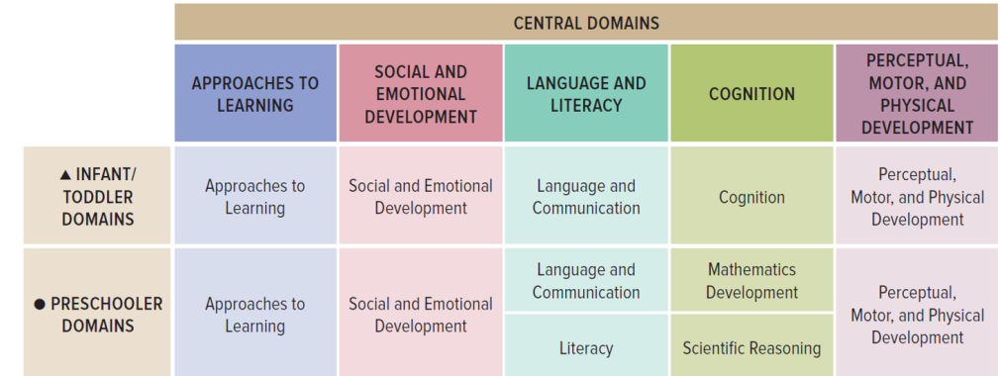 CENTRAL DOMAINS
APPROACHES TO
LEARNING
SOCIAL AND
EMOTIONAL
DEVELOPMENT
LANGUAGE AND
LITERACY
COGNITION
PERCEPTUAL,
MOTOR, AND
PHYSICAL
DEVELOPMENT
▲ INFANT/
TODDLER
DOMAINS
Approaches to
Learning
Social and Emotional
Development
Language and
Communication
Cognition
Perceptual,
Motor, and Physical
Development
● PRESCHOOLER
DOMAINS
Approaches to
Learning
Social and Emotional
Development
Language and
Communication
Literacy
Mathematics
Development
Scientific Reasoning
Perceptual,
Motor, and Physical
Development